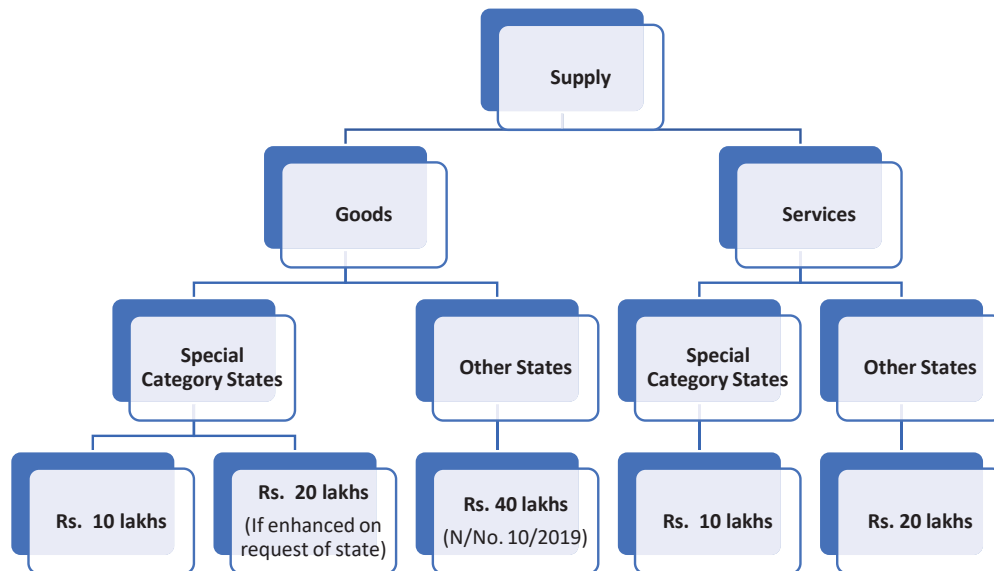 Supply
Goods
Services
Special
Category States
Other States
Special
Category States
Other States
Rs.  10 lakhs
Rs.  20 lakhs
(If enhanced on
request of state)
Rs. 40 lakhs
(N/No. 10/2019)
Rs.  10 lakhs
Rs. 20 lakhs